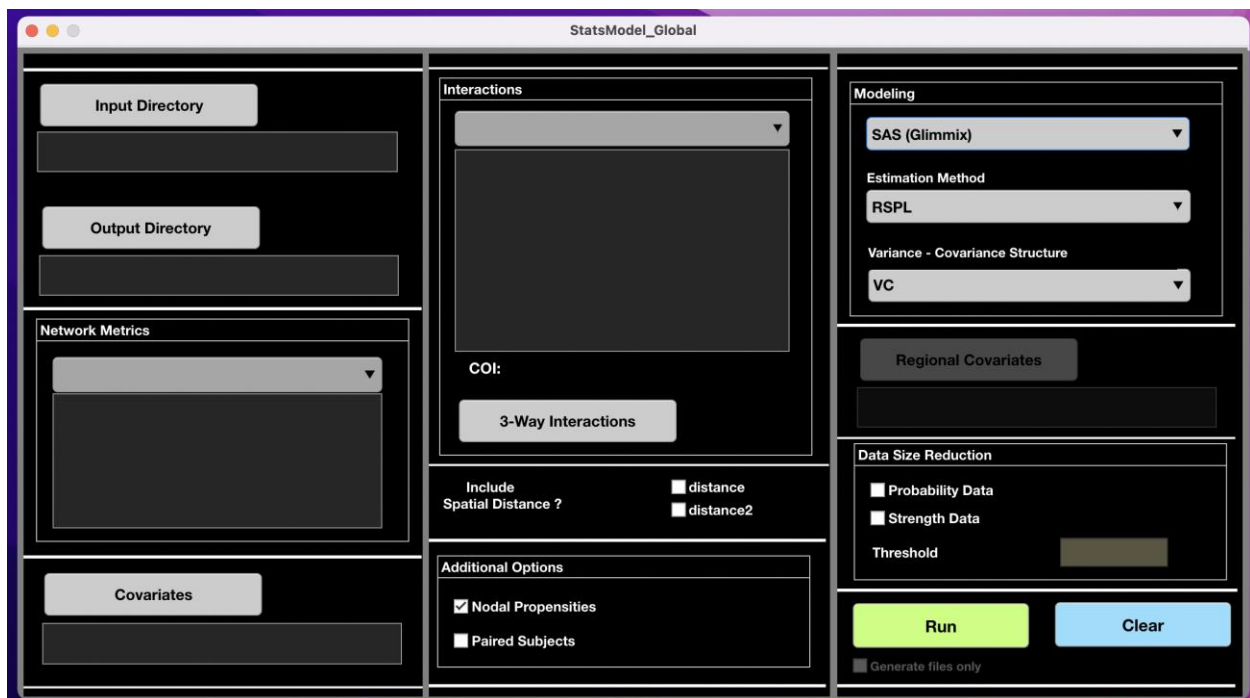 StatsModel_Global
Input Directory
Output Directory
Network Metrics
Covariates
Interactions
COI:
3-Way Interactions
Include
Spatial Distance ?
distance
distance2
Additional Options
Nodal Propensities
Paired Subjects
Modeling
SAS (Glimmix)
Estimation Method
RSPL
Variance - Covariance Structure
VC
Regional Covariates
Data Size Reduction
Probability Data
Strength Data
Threshold
Run
Clear
Generate files only